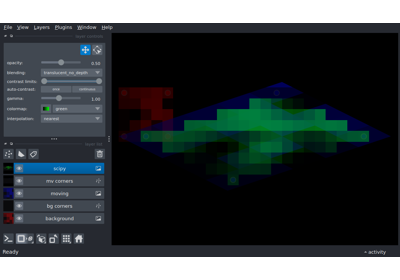 File View Layers Plugins Window Help
opacity: 0.50
blending: translucent_no_depth
contrast limits:
auto-contrast: once continuous
gamma: 1.00
colormap: green
interpolation: nearest
scipy
mv corners
moving
bg corners
background
Ready activity